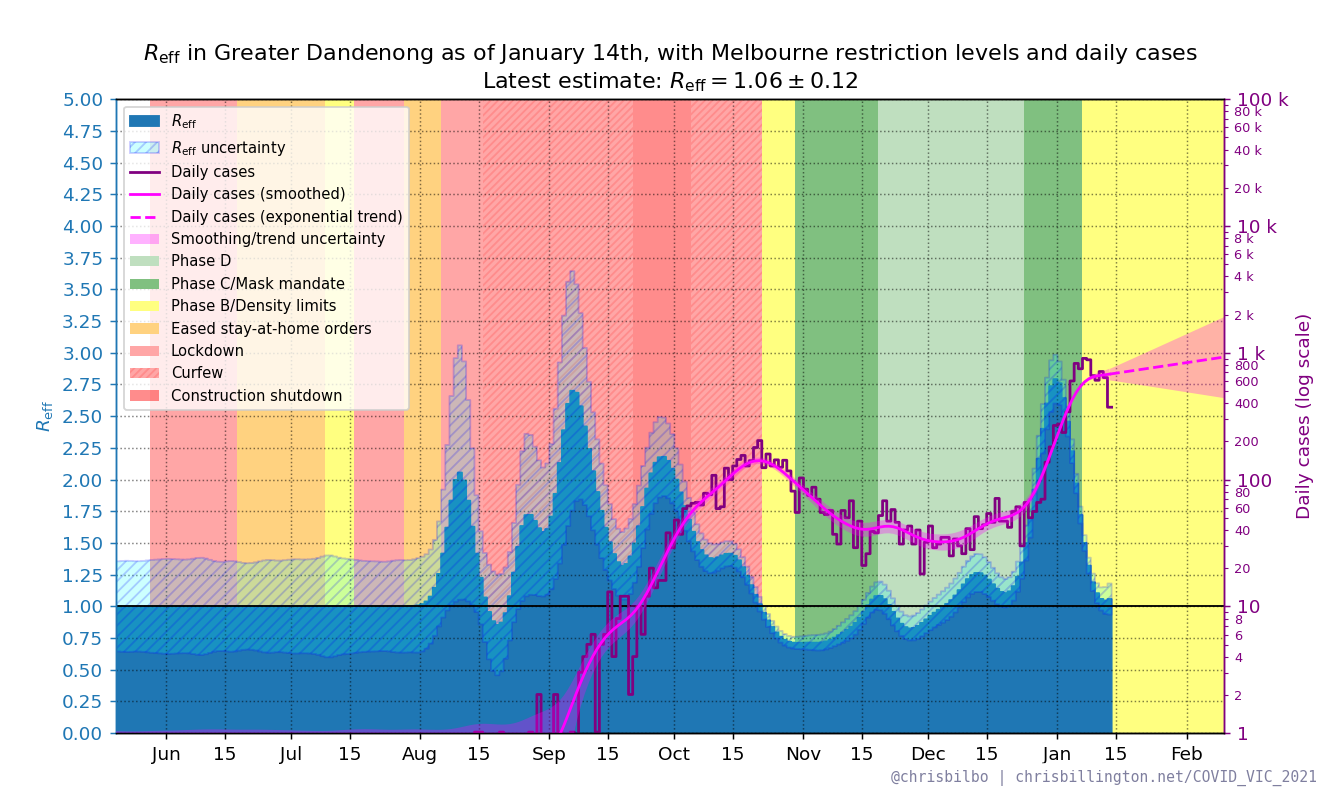 Reff in Greater Dandenong as of January 14th, with Melbourne restriction levels and daily cases
Latest estimate: Reff = 1.06 ± 0.12
Reff
Reff uncertainty
Daily cases
Daily cases (smoothed)
Daily cases (exponential trend)
Smoothing/trend uncertainty
Phase D
Phase C/Mask mandate
Phase B/Density limits
Eased stay-at-home orders
Lockdown
Curfew
Construction shutdown
Reff
5.00
4.75
4.50
4.25
4.00
3.75
3.50
3.25
3.00
2.75
2.50
2.25
2.00
1.75
1.50
1.25
1.00
0.75
0.50
0.25
0.00
100 k
80 k
60 k
40 k
20 k
10 k
8 k
6 k
4 k
2 k
1 k
800
600
400
200
100
80
60
40
20
10
8
6
4
2
1
Daily cases (log scale)
Jun 15 Jul 15 Aug 15 Sep 15 Oct 15 Nov 15 Dec 15 Jan 15 Feb
@chrisbilbo | chrisbillington.net/COVID_VIC_2021